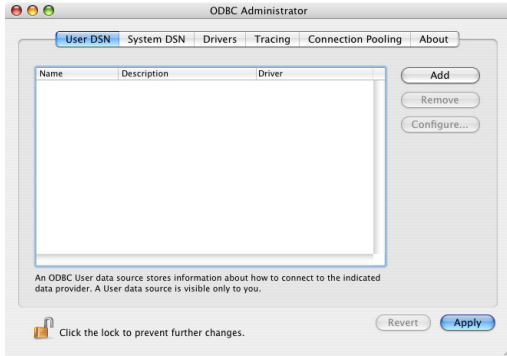 ODBC Administrator
User DSN System DSN Drivers Tracing Connection Pooling About
Name Description Driver
Add
Remove
Configure...
An ODBC User data source stores information about how to connect to the indicated
data provider. A User data source is visible only to you.
Click the lock to prevent further changes.
Revert Apply